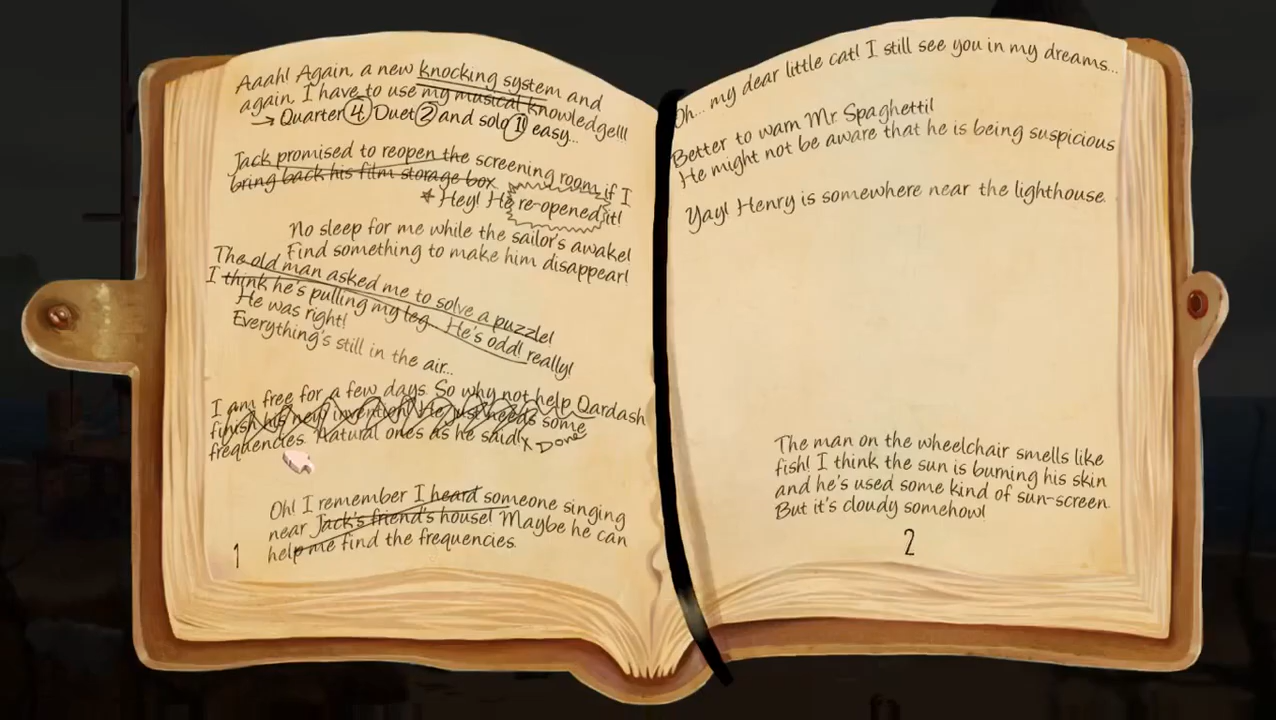 Aaah! Again, a new knocking system and
again, I have to use my musical knowledge!!!
→ Quarter 4 Duet 2 and solo 1 easy...
Jack promised to reopen the screening room if I
bring back his film storage box
* Hey! He re-opened it!
No sleep for me while the sailor's awake!
Find something to make him disappear!
The old man asked me to solve a puzzle!
I think he's pulling my leg. He's odd! really!
He was right!
Everything's still in the air...
I am free for a few days. So why not help Qardash
finish his new invention! He just needs some
frequencies. Natural ones as he said! x Done
Oh! I remember I heard someone singing
near Jack's friend's house! Maybe he can
help me find the frequencies.
1
Oh... my dear little cat! I still see you in my dreams...
Better to warn Mr. Spaghetti!
He might not be aware that he is being suspicious
Yay! Henry is somewhere near the lighthouse.
The man on the wheelchair smells like
fish! I think the sun is burning his skin
and he's used some kind of sun-screen.
But it's cloudy somehow!
2